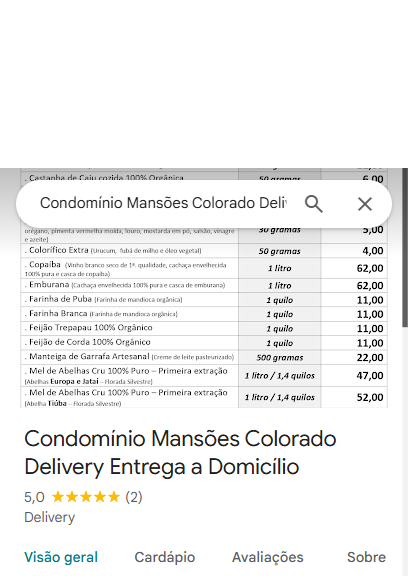 . Castanha de Caju cozida 100% Orgânica 50 gramas 6,00
Condomínio Mansões Colorado Deli
orégano, pimenta vermelha moída, louro, mostarda em pó, salsão, vinagre e azeite) 30 gramas 5,00
. Colorífico Extra (Urucum, fubá de milho e óleo vegetal) 50 gramas 4,00
. Copaíba (Vinho branco seco de 1ª. qualidade, cachaça envelhecida 100% pura e casca de copaíba) 1 litro 62,00
. Emburana (Cachaça envelhecida 100% pura e casca de emburana) 1 litro 62,00
. Farinha de Puba (Farinha de mandioca orgânica) 1 quilo 11,00
. Farinha Branca (Farinha de mandioca orgânica) 1 quilo 11,00
. Feijão Trepapau 100% Orgânico 1 quilo 11,00
. Feijão de Corda 100% Orgânico 1 quilo 11,00
. Manteiga de Garrafa Artesanal (Creme de leite pasteurizado) 500 gramas 22,00
. Mel de Abelhas Cru 100% Puro – Primeira extração (Abelhas Europa e Jataí – Florada Silvestre) 1 litro / 1,4 quilos 47,00
. Mel de Abelhas Cru 100% Puro – Primeira extração (Abelha Tiúba – Florada Silvestre) 1 litro / 1,4 quilos 52,00
Condomínio Mansões Colorado
Delivery Entrega a Domicílio
5,0 (2)
Delivery
Visão geral Cardápio Avaliações Sobre